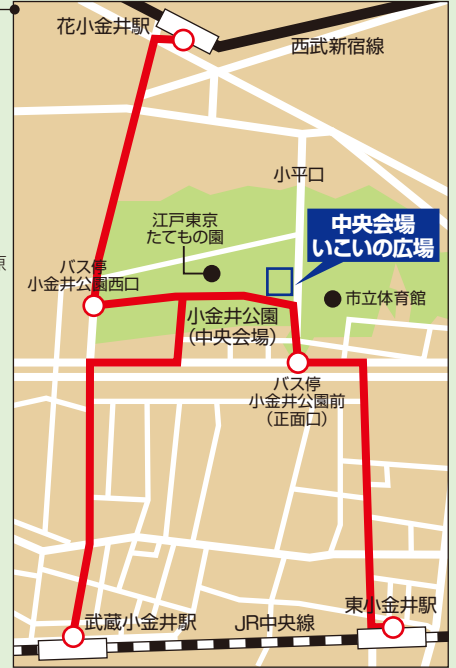 花小金井駅
西武新宿線
小平口
中央会場
いこいの広場
江戸東京
たてもの園
原
バス停
小金井公園西口
市立体育館
小金井公園
(中央会場)
バス停
小金井公園前
(正面口)
東小金井駅
武蔵小金井駅
JR中央線